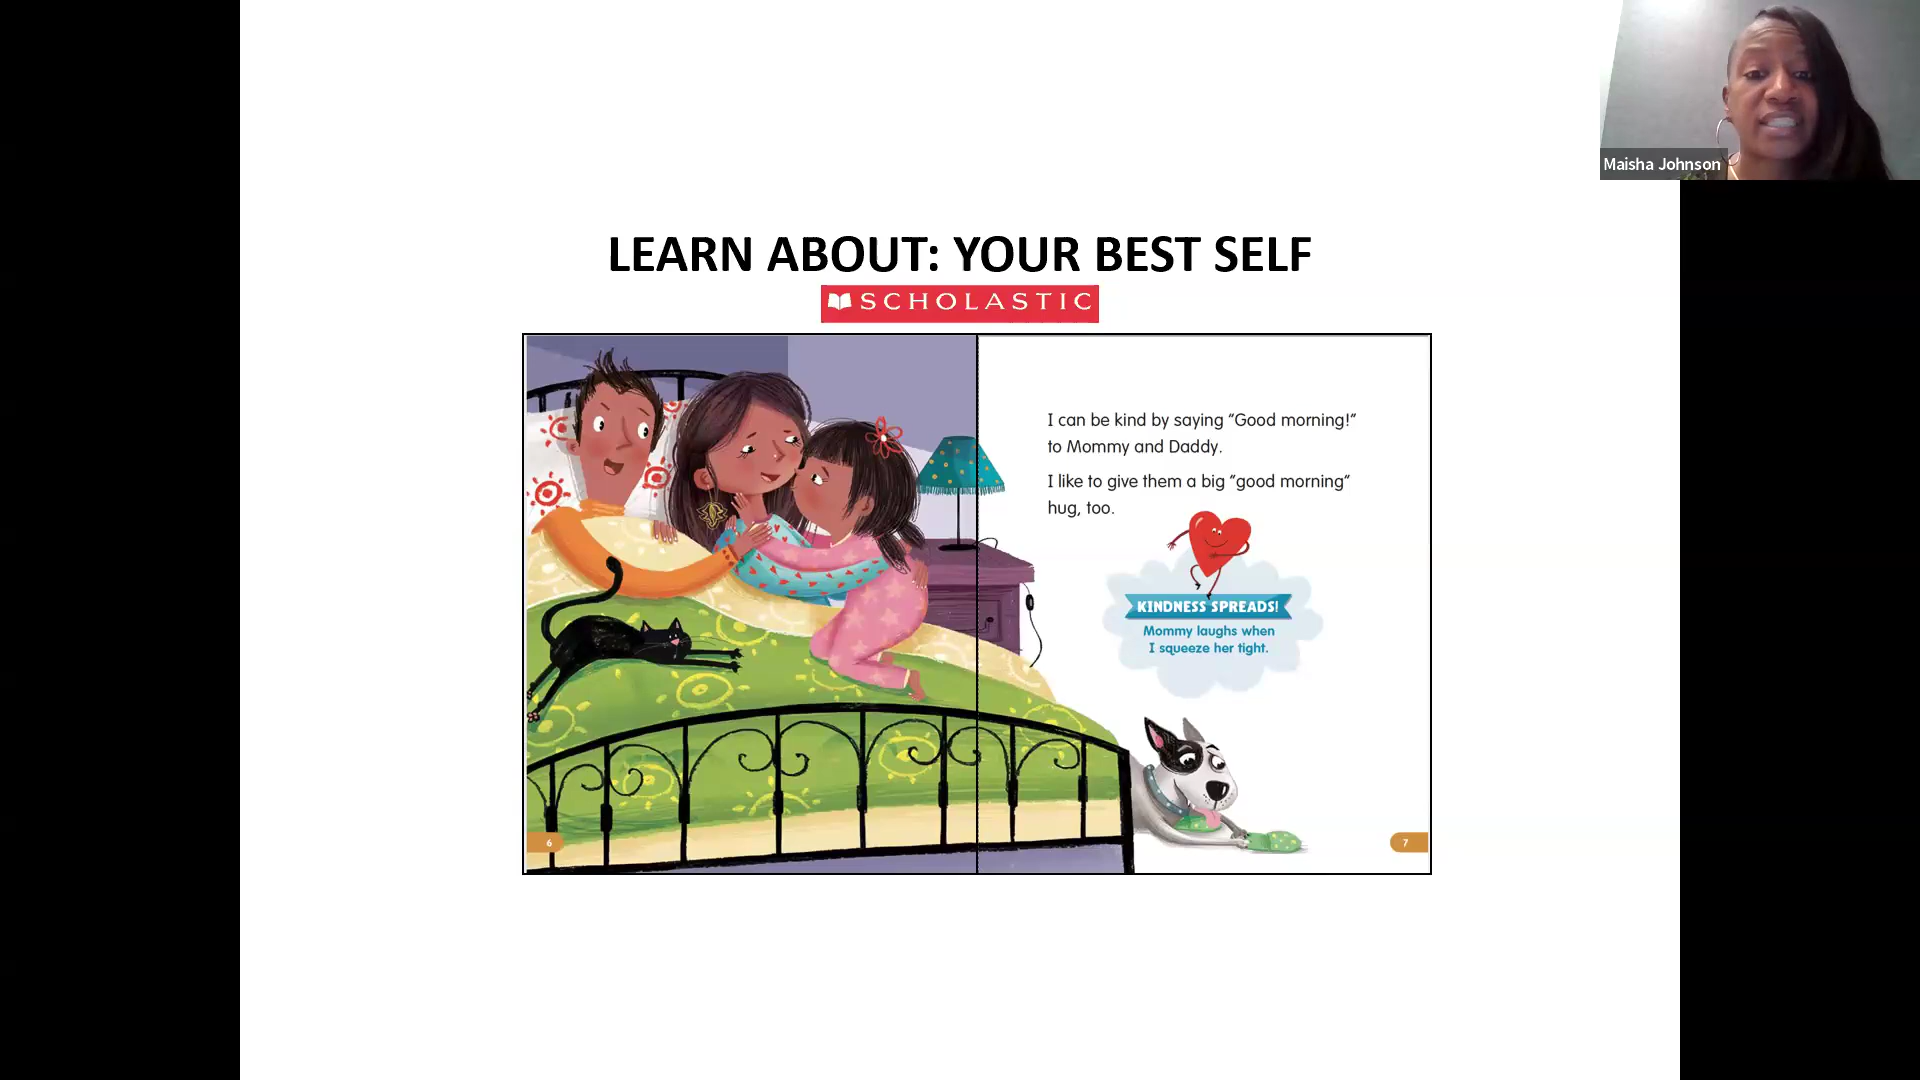 Maisha Johnson
LEARN ABOUT: YOUR BEST SELF
SCHOLASTIC
I can be kind by saying “Good morning!”
to Mommy and Daddy.
I like to give them a big “good morning”
hug, too.
KINDNESS SPREADS!
Mommy laughs when
I squeeze her tight.
6
7